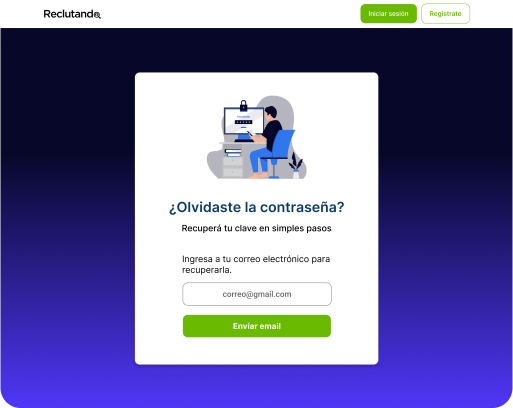 Reclutando
Iniciar sesión
Registrate
¿Olvidaste la contraseña?
Recuperá tu clave en simples pasos
Ingresa a tu correo electrónico para
recuperarla.
correo@gmail.com
Envíar email